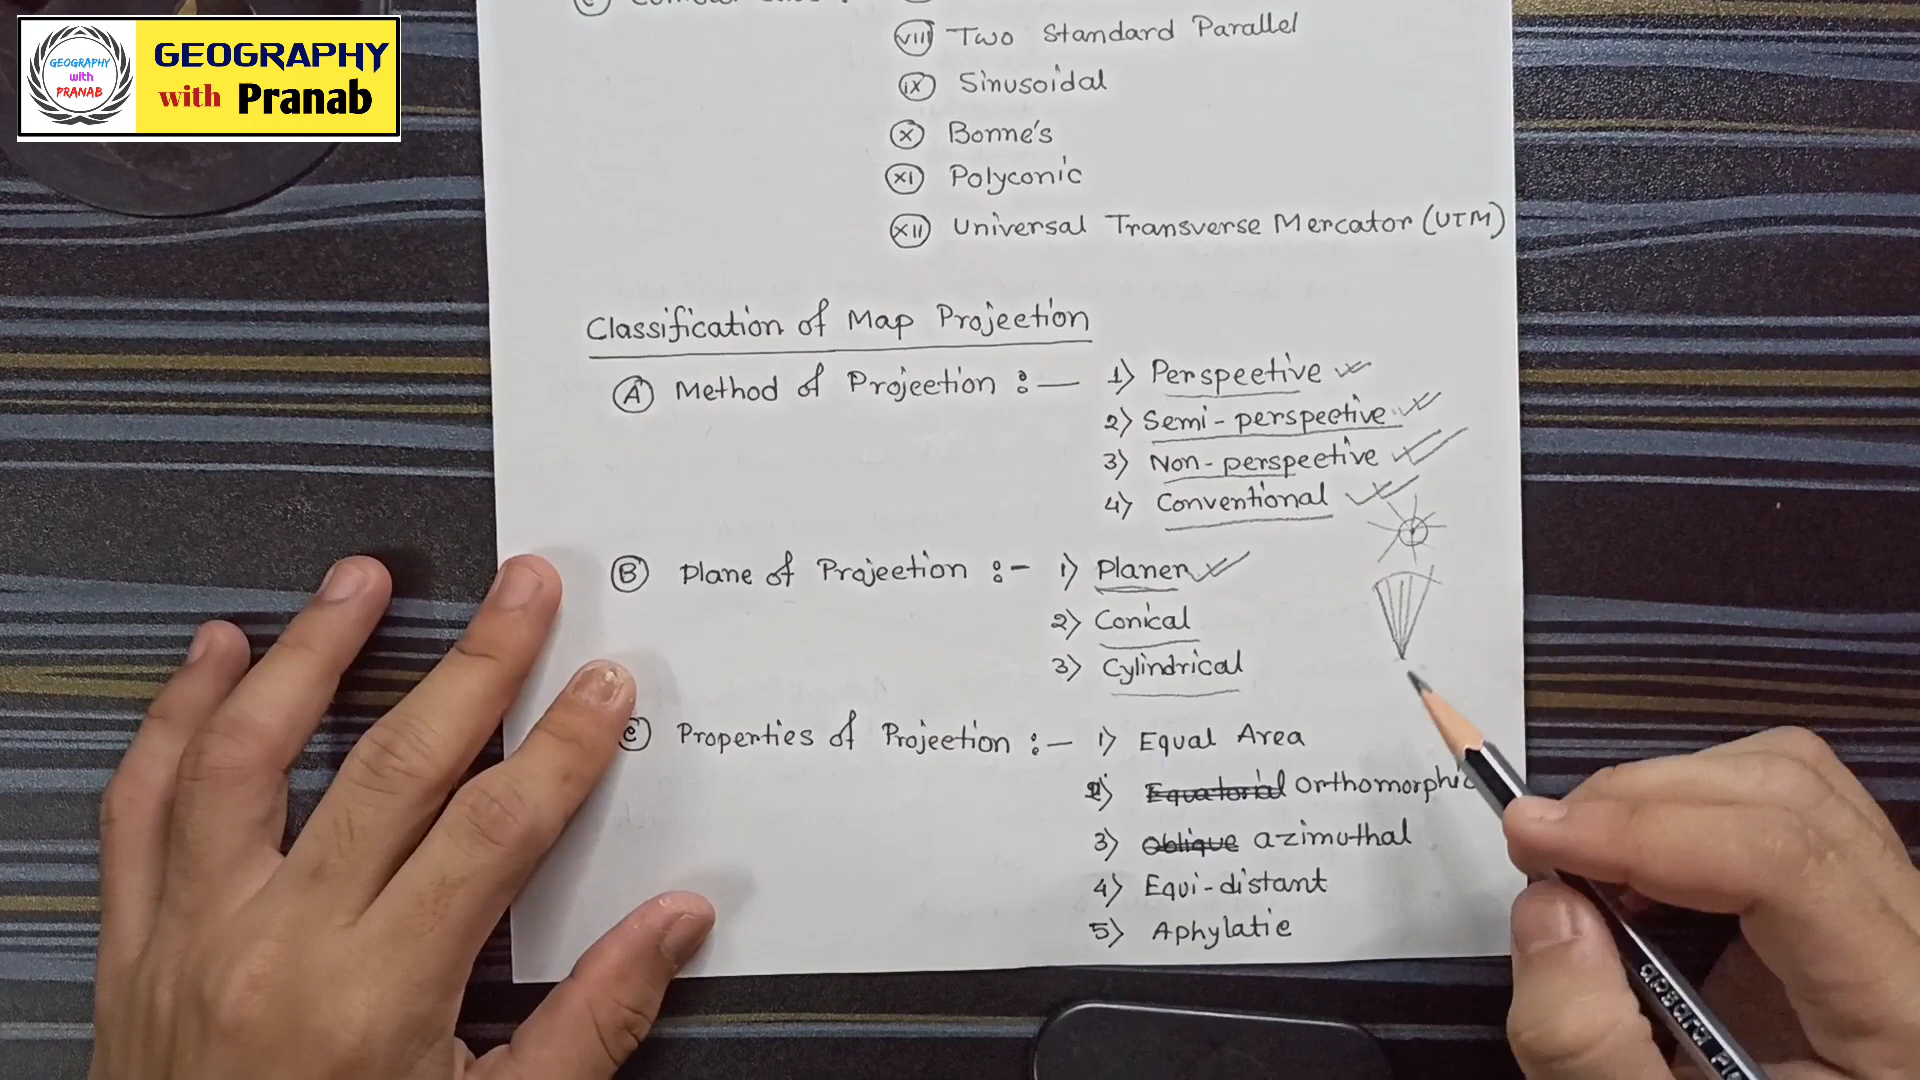 GEOGRAPHY
with
PRANAB
GEOGRAPHY
with Pranab
VIII Two Standard Parallel
IX Sinusoidal
X Bonne's
XI Polyconic
XII Universal Transverse Mercator (UTM)
Classification of Map Projection
A Method of Projection :— 1) Perspective
2) Semi-perspective
3) Non-perspective
4) Conventional
B Plane of Projection :- 1) Planer
2) Conical
3) Cylindrical
C Properties of Projection :— 1) Equal Area
2) Equatorial Orthomorphic
3) Oblique azimuthal
4) Equi-distant
5) Aphylatic
apsara